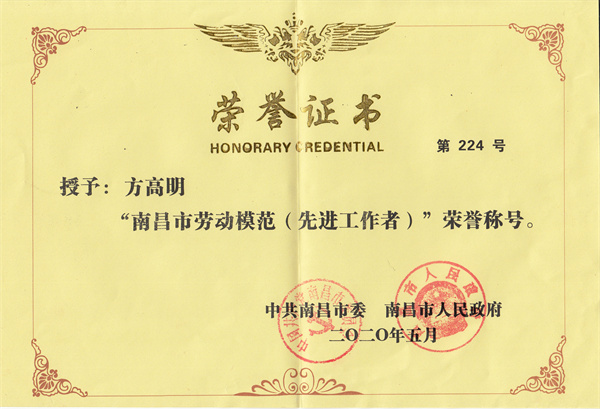 荣誉证书
HONORARY CREDENTIAL
第 224 号
授予：方高明
“南昌市劳动模范（先进工作者）”荣誉称号。
中共南昌市委 南昌市人民政府
二〇二〇年五月